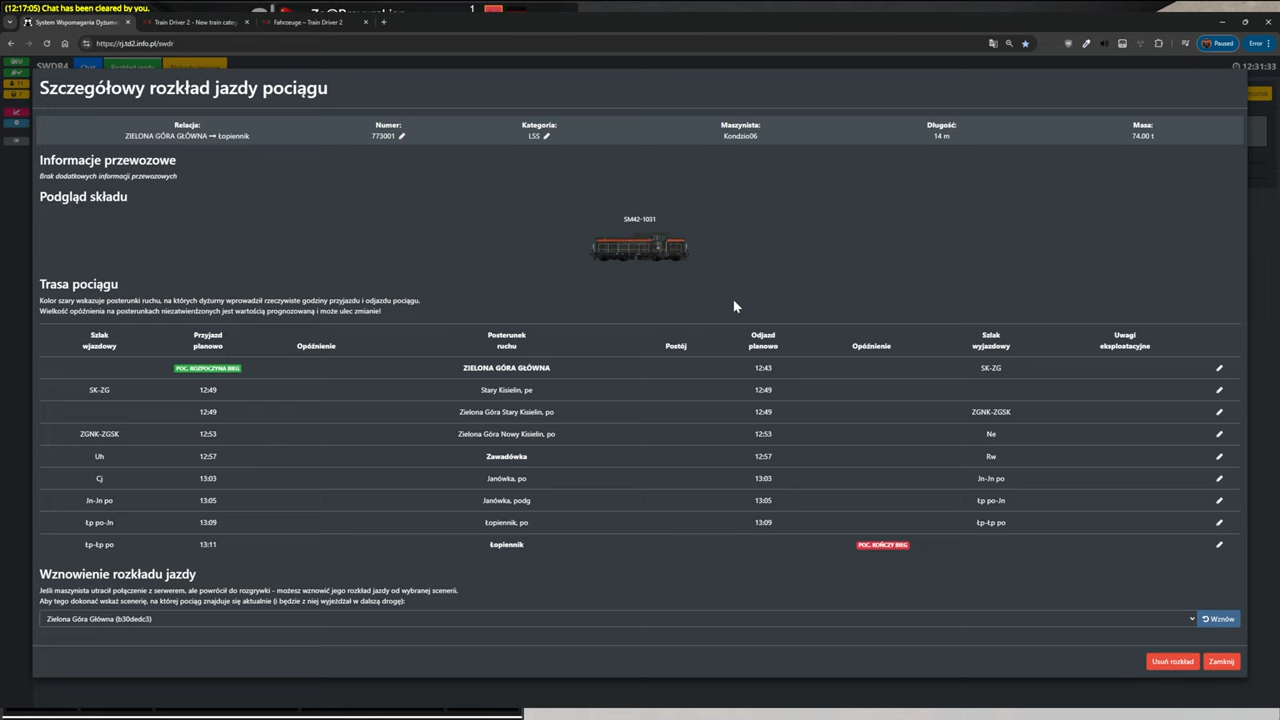 (12:17:05) Chat has been cleared by you.
1
System Wspomagania Dyżurne
Train Driver 2 - New train categ
Fahrzeuge – Train Driver 2
https://rj.td2.info.pl/swdr
Paused
Error
SWDR4
Chat
Rozkład jazdy
12:31:33
Szczegółowy rozkład jazdy pociągu
Relacja: Numer: Kategoria: Maszynista: Długość: Masa:
ZIELONA GÓRA GŁÓWNA → Łopiennik 773001 LSS Kondzio06 14 m 74.00 t
Informacje przewozowe
Brak dodatkowych informacji przewozowych
Podgląd składu
SM42-1031
Trasa pociągu
Kolor szary wskazuje posterunki ruchu, na których dyżurny wprowadził rzeczywiste godziny przyjazdu i odjazdu pociągu.
Wielkość opóźnienia na posterunkach niezatwierdzonych jest wartością prognozowaną i może ulec zmianie!
Szlak wjazdowy Przyjazd planowo Opóźnienie Posterunek ruchu Postój Odjazd planowo Opóźnienie Szlak wyjazdowy Uwagi eksploatacyjne
POC. ROZPOCZYNA BIEG ZIELONA GÓRA GŁÓWNA 12:43 SK-ZG
SK-ZG 12:49 Stary Kisielin, pe 12:49
12:49 Zielona Góra Stary Kisielin, po 12:49 ZGNK-ZGSK
ZGNK-ZGSK 12:53 Zielona Góra Nowy Kisielin, po 12:53 Ne
Uh 12:57 Zawadówka 12:57 Rw
Cj 13:03 Janówka, po 13:03 Jn-Jn po
Jn-Jn po 13:05 Janówka, podg 13:05 Łp po-Jn
Łp po-Jn 13:09 Łopiennik, po 13:09 Łp-Łp po
Łp-Łp po 13:11 Łopiennik POC. KOŃCZY BIEG
Wznowienie rozkładu jazdy
Jeśli maszynista utracił połączenie z serwerem, ale powrócił do rozgrywki - możesz wznowić jego rozkład jazdy od wybranej scenerii.
Aby tego dokonać wskaż scenerię, na której pociąg znajduje się aktualnie (i będzie z niej wyjeżdżał w dalszą drogę):
Zielona Góra Główna (b30dedc3)
Wznów
Usuń rozkład Zamknij